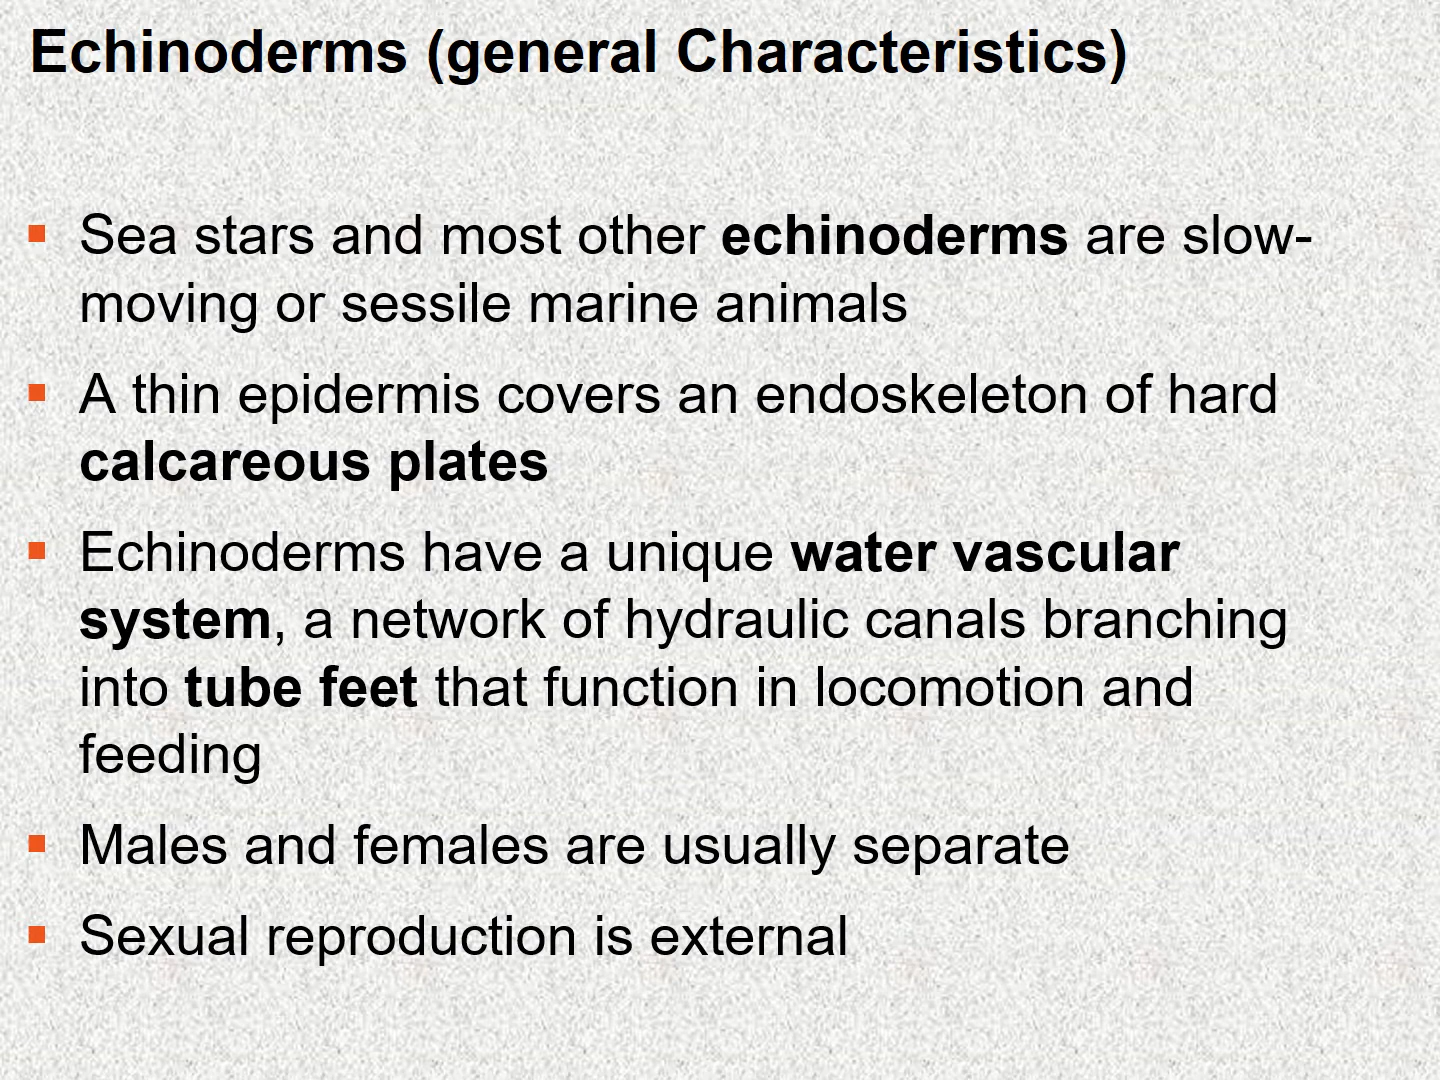 Echinoderms (general Characteristics)
▪ Sea stars and most other echinoderms are slow-
moving or sessile marine animals
▪ A thin epidermis covers an endoskeleton of hard
calcareous plates
▪ Echinoderms have a unique water vascular
system, a network of hydraulic canals branching
into tube feet that function in locomotion and
feeding
▪ Males and females are usually separate
▪ Sexual reproduction is external